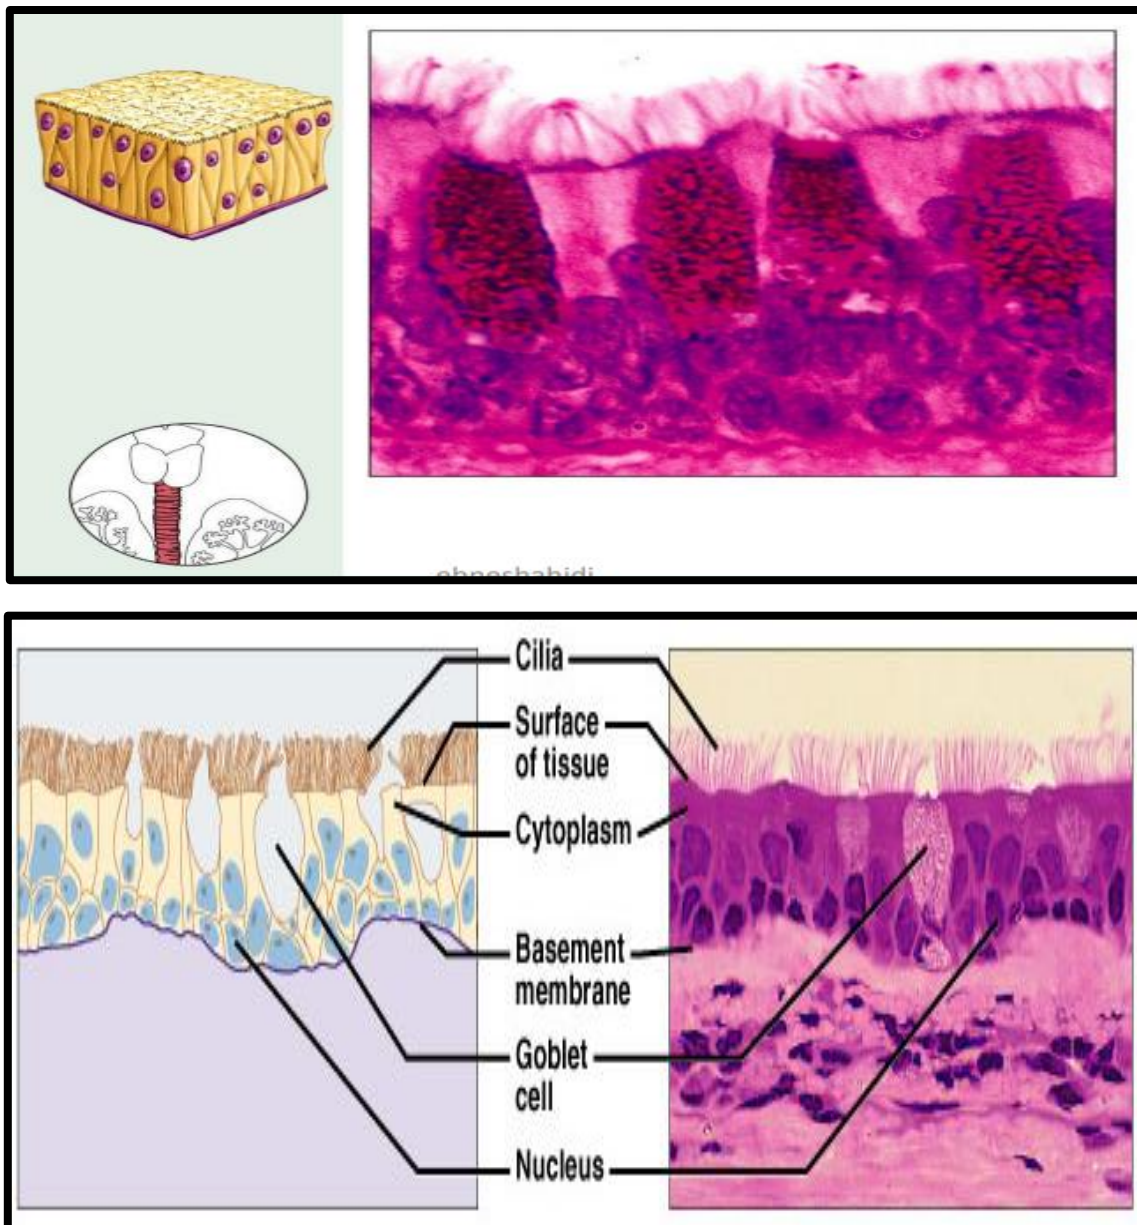 Cilia
Surface
of tissue
Cytoplasm
Basement
membrane
Goblet
cell
Nucleus